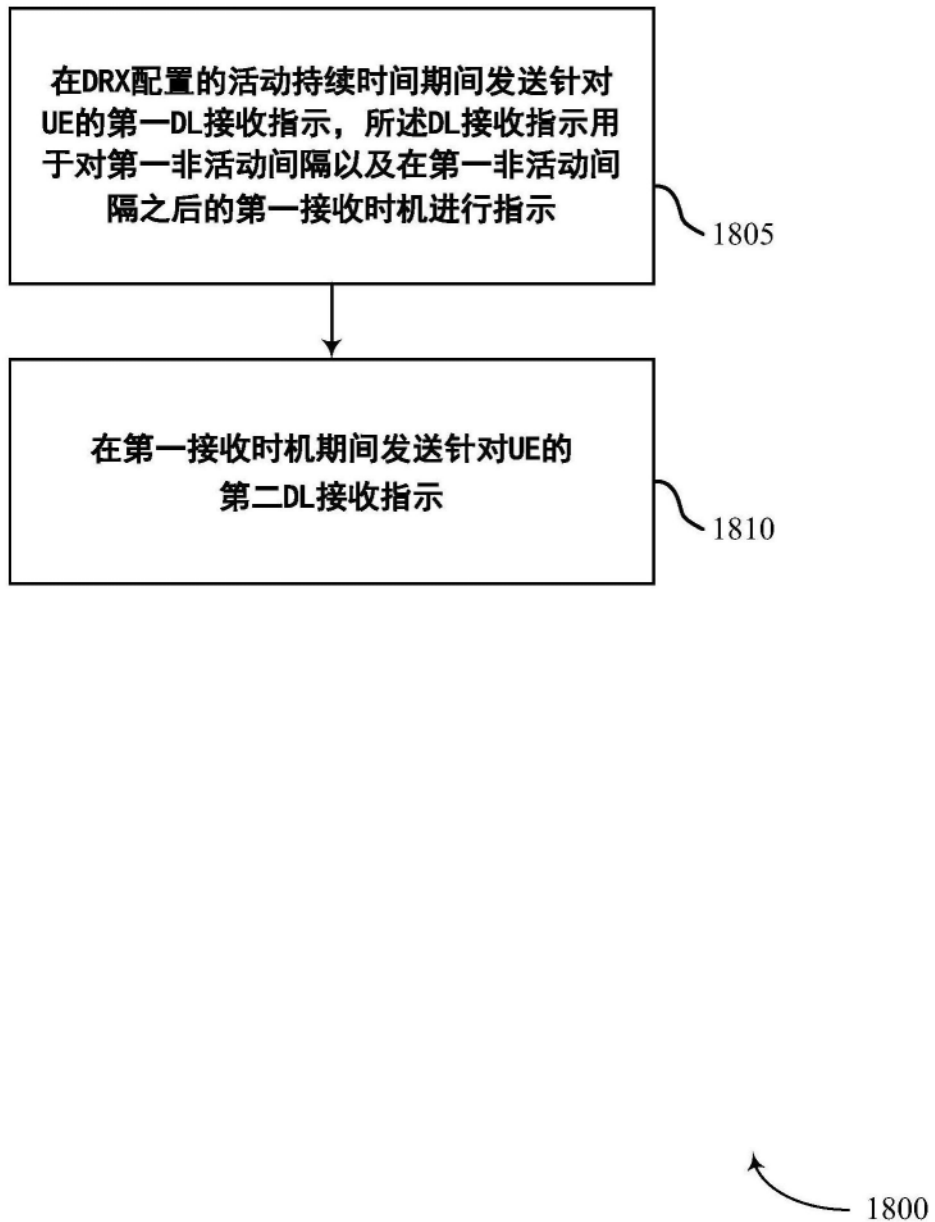 在DRX配置的活动持续时间期间发送针对
UE的第一DL接收指示，所述DL接收指示用
于对第一非活动间隔以及在第一非活动间
隔之后的第一接收时机进行指示
1805
在第一接收时机期间发送针对UE的
第二DL接收指示
1810
1800